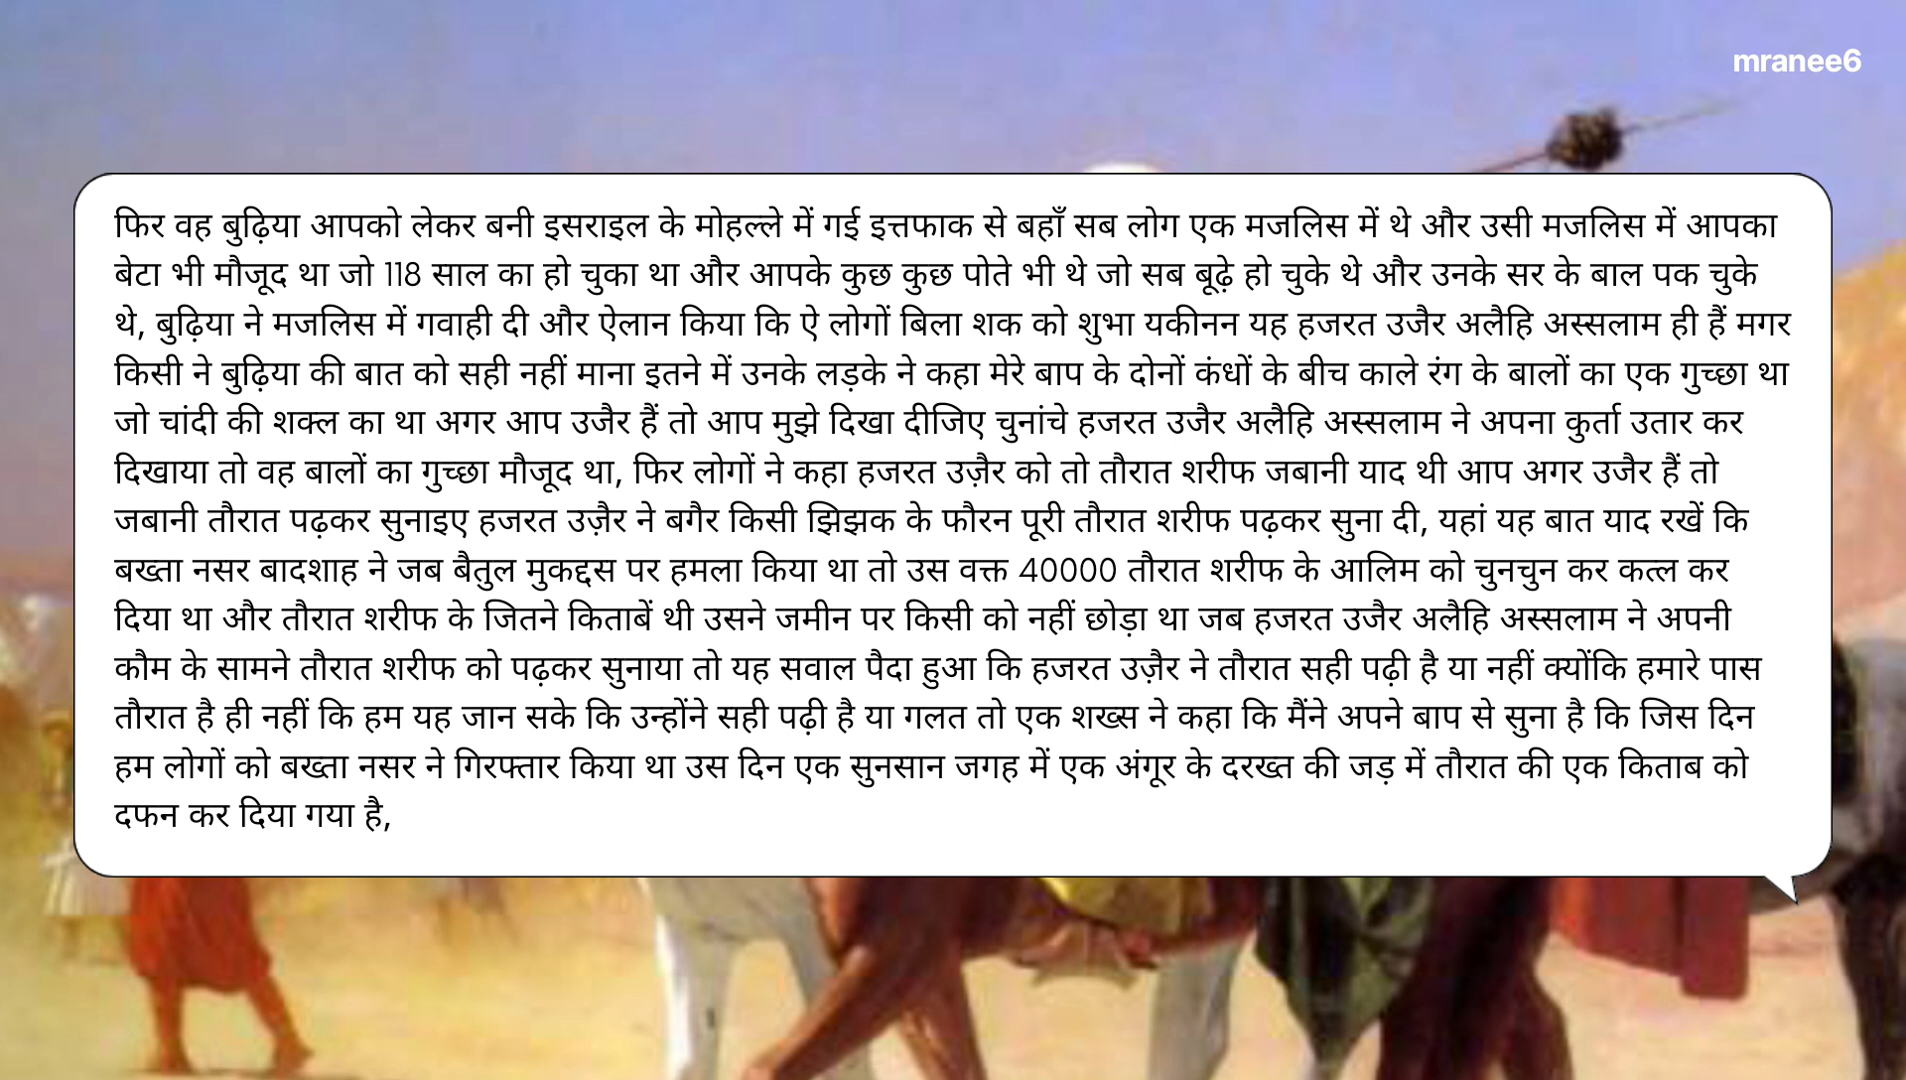 mranee6
फिर वह बुढ़िया आपको लेकर बनी इसराइल के मोहल्ले में गई इत्तफाक से बहाँ सब लोग एक मजलिस में थे और उसी मजलिस में आपका
बेटा भी मौजूद था जो 118 साल का हो चुका था और आपके कुछ कुछ पोते भी थे जो सब बूढ़े हो चुके थे और उनके सर के बाल पक चुके
थे, बुढ़िया ने मजलिस में गवाही दी और ऐलान किया कि ऐ लोगों बिला शक को शुभा यकीनन यह हजरत उजैर अलैहि अस्सलाम ही हैं मगर
किसी ने बुढ़िया की बात को सही नहीं माना इतने में उनके लड़के ने कहा मेरे बाप के दोनों कंधों के बीच काले रंग के बालों का एक गुच्छा था
जो चांदी की शक्ल का था अगर आप उजैर हैं तो आप मुझे दिखा दीजिए चुनांचे हजरत उजैर अलैहि अस्सलाम ने अपना कुर्ता उतार कर
दिखाया तो वह बालों का गुच्छा मौजूद था, फिर लोगों ने कहा हजरत उज़ैर को तो तौरात शरीफ जबानी याद थी आप अगर उजैर हैं तो
जबानी तौरात पढ़कर सुनाइए हजरत उज़ैर ने बगैर किसी झिझक के फौरन पूरी तौरात शरीफ पढ़कर सुना दी, यहां यह बात याद रखें कि
बख्ता नसर बादशाह ने जब बैतुल मुकद्दस पर हमला किया था तो उस वक्त 40000 तौरात शरीफ के आलिम को चुनचुन कर कत्ल कर
दिया था और तौरात शरीफ के जितने किताबें थी उसने जमीन पर किसी को नहीं छोड़ा था जब हजरत उजैर अलैहि अस्सलाम ने अपनी
कौम के सामने तौरात शरीफ को पढ़कर सुनाया तो यह सवाल पैदा हुआ कि हजरत उज़ैर ने तौरात सही पढ़ी है या नहीं क्योंकि हमारे पास
तौरात है ही नहीं कि हम यह जान सके कि उन्होंने सही पढ़ी है या गलत तो एक शख्स ने कहा कि मैंने अपने बाप से सुना है कि जिस दिन
हम लोगों को बख्ता नसर ने गिरफ्तार किया था उस दिन एक सुनसान जगह में एक अंगूर के दरख्त की जड़ में तौरात की एक किताब को
दफन कर दिया गया है,